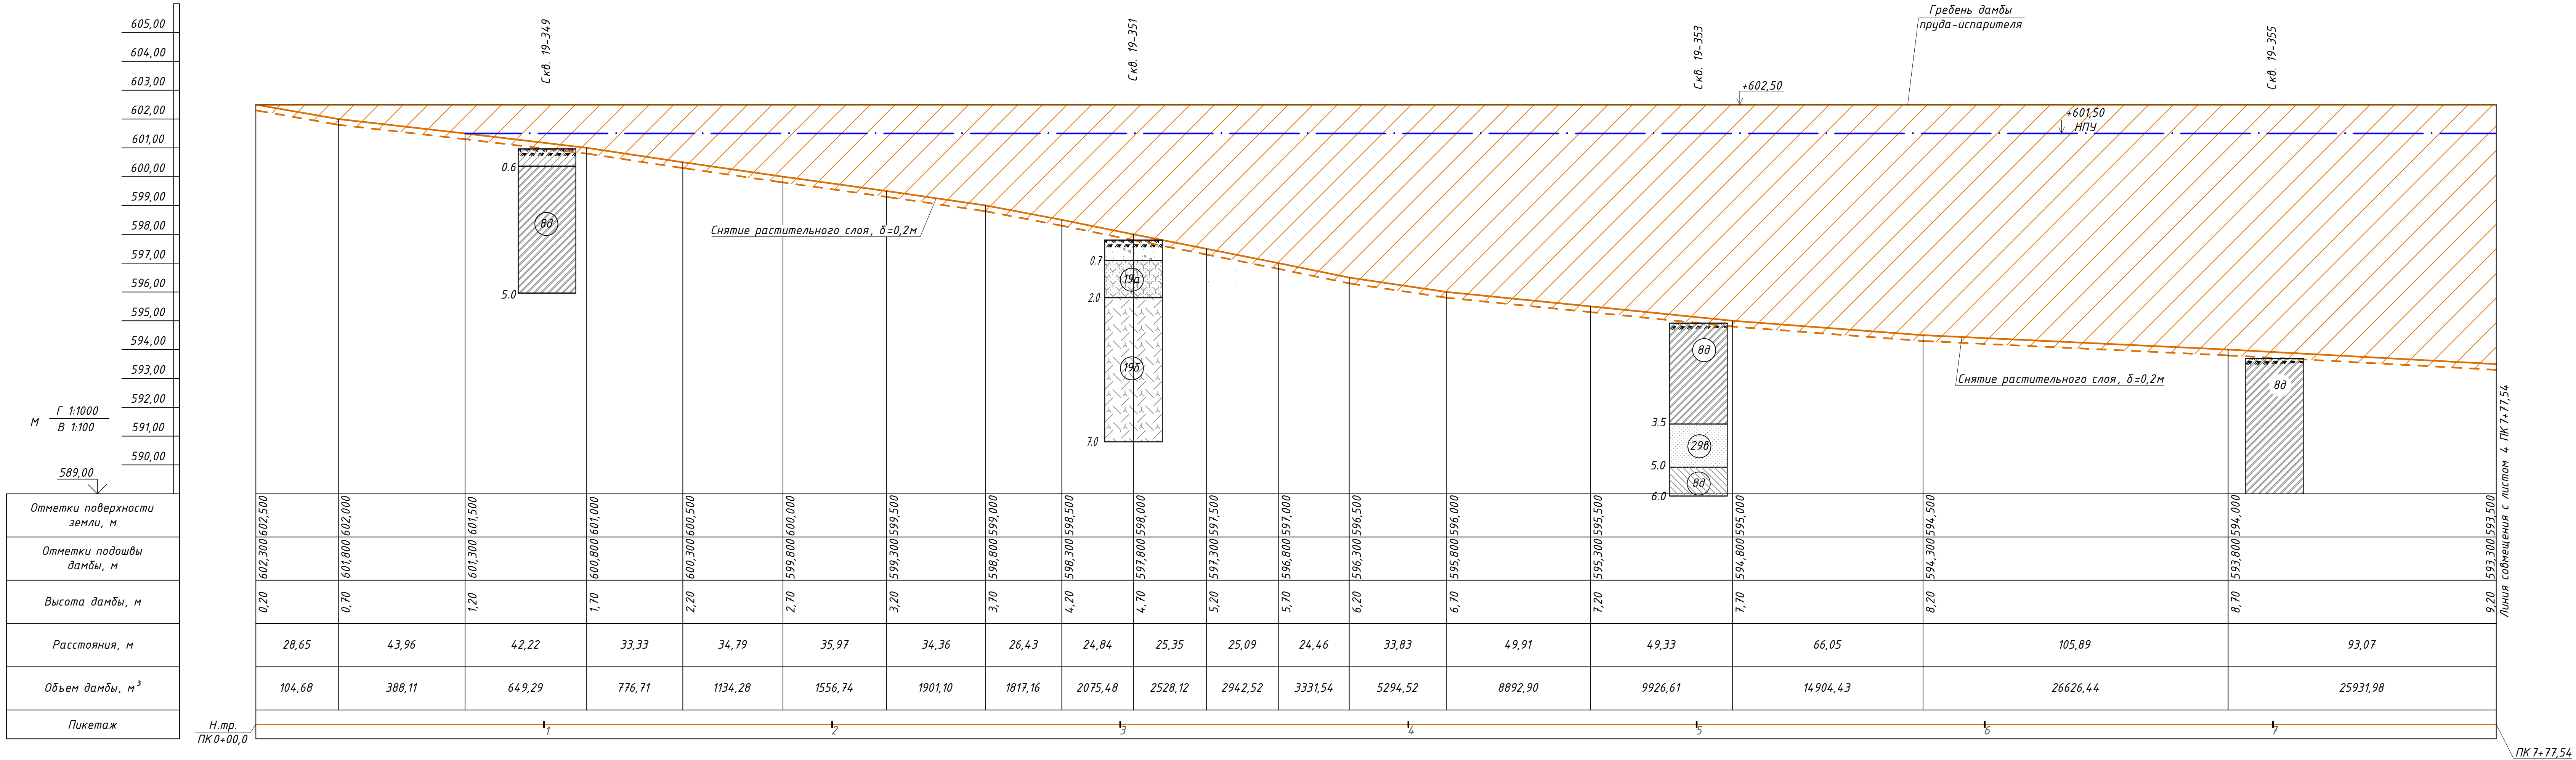 605,00
604,00
603,00
602,00
601,00
600,00
599,00
598,00
597,00
596,00
595,00
594,00
593,00
592,00
591,00
590,00
589,00
М Г 1:1000
В 1:100
Скв. 19-349
Скв. 19-351
Скв. 19-353
Скв. 19-355
Гребень дамбы
пруда-испарителя
+602,50
+601,50
НПУ
Снятие растительного слоя, δ=0,2м
Снятие растительного слоя, δ=0,2м
0.6
8д
5.0
0.7
19а
2.0
19б
7.0
8д
3.5
29в
5.0
8д
6.0
8д
Линия совмещения с листом 4 ПК 7+77,54
Отметки поверхности
земли, м
602,500 602,000 601,500 601,000 600,500 600,000 599,500 599,000 598,500 598,000 597,500 597,000 596,500 596,000 595,500 595,000 594,500 594,000 593,500
Отметки подошвы
дамбы, м
602,300 601,800 601,300 600,800 600,300 599,800 599,300 598,800 598,300 597,800 597,300 596,800 596,300 595,800 595,300 594,800 594,300 593,800 593,300
Высота дамбы, м
0,20 0,70 1,20 1,70 2,20 2,70 3,20 3,70 4,20 4,70 5,20 5,70 6,20 6,70 7,20 7,70 8,20 8,70 9,20
Расстояния, м
28,65 43,96 42,22 33,33 34,79 35,97 34,36 26,43 24,84 25,35 25,09 24,46 33,83 49,91 49,33 66,05 105,89 93,07
Объем дамбы, м³
104,68 388,11 649,29 776,71 1134,28 1556,74 1901,10 1817,16 2075,48 2528,12 2942,52 3331,54 5294,52 8892,90 9926,61 14904,43 26626,44 25931,98
Пикетаж
Н.тр.
ПК 0+00,0
1 2 3 4 5 6 7
ПК 7+77,54